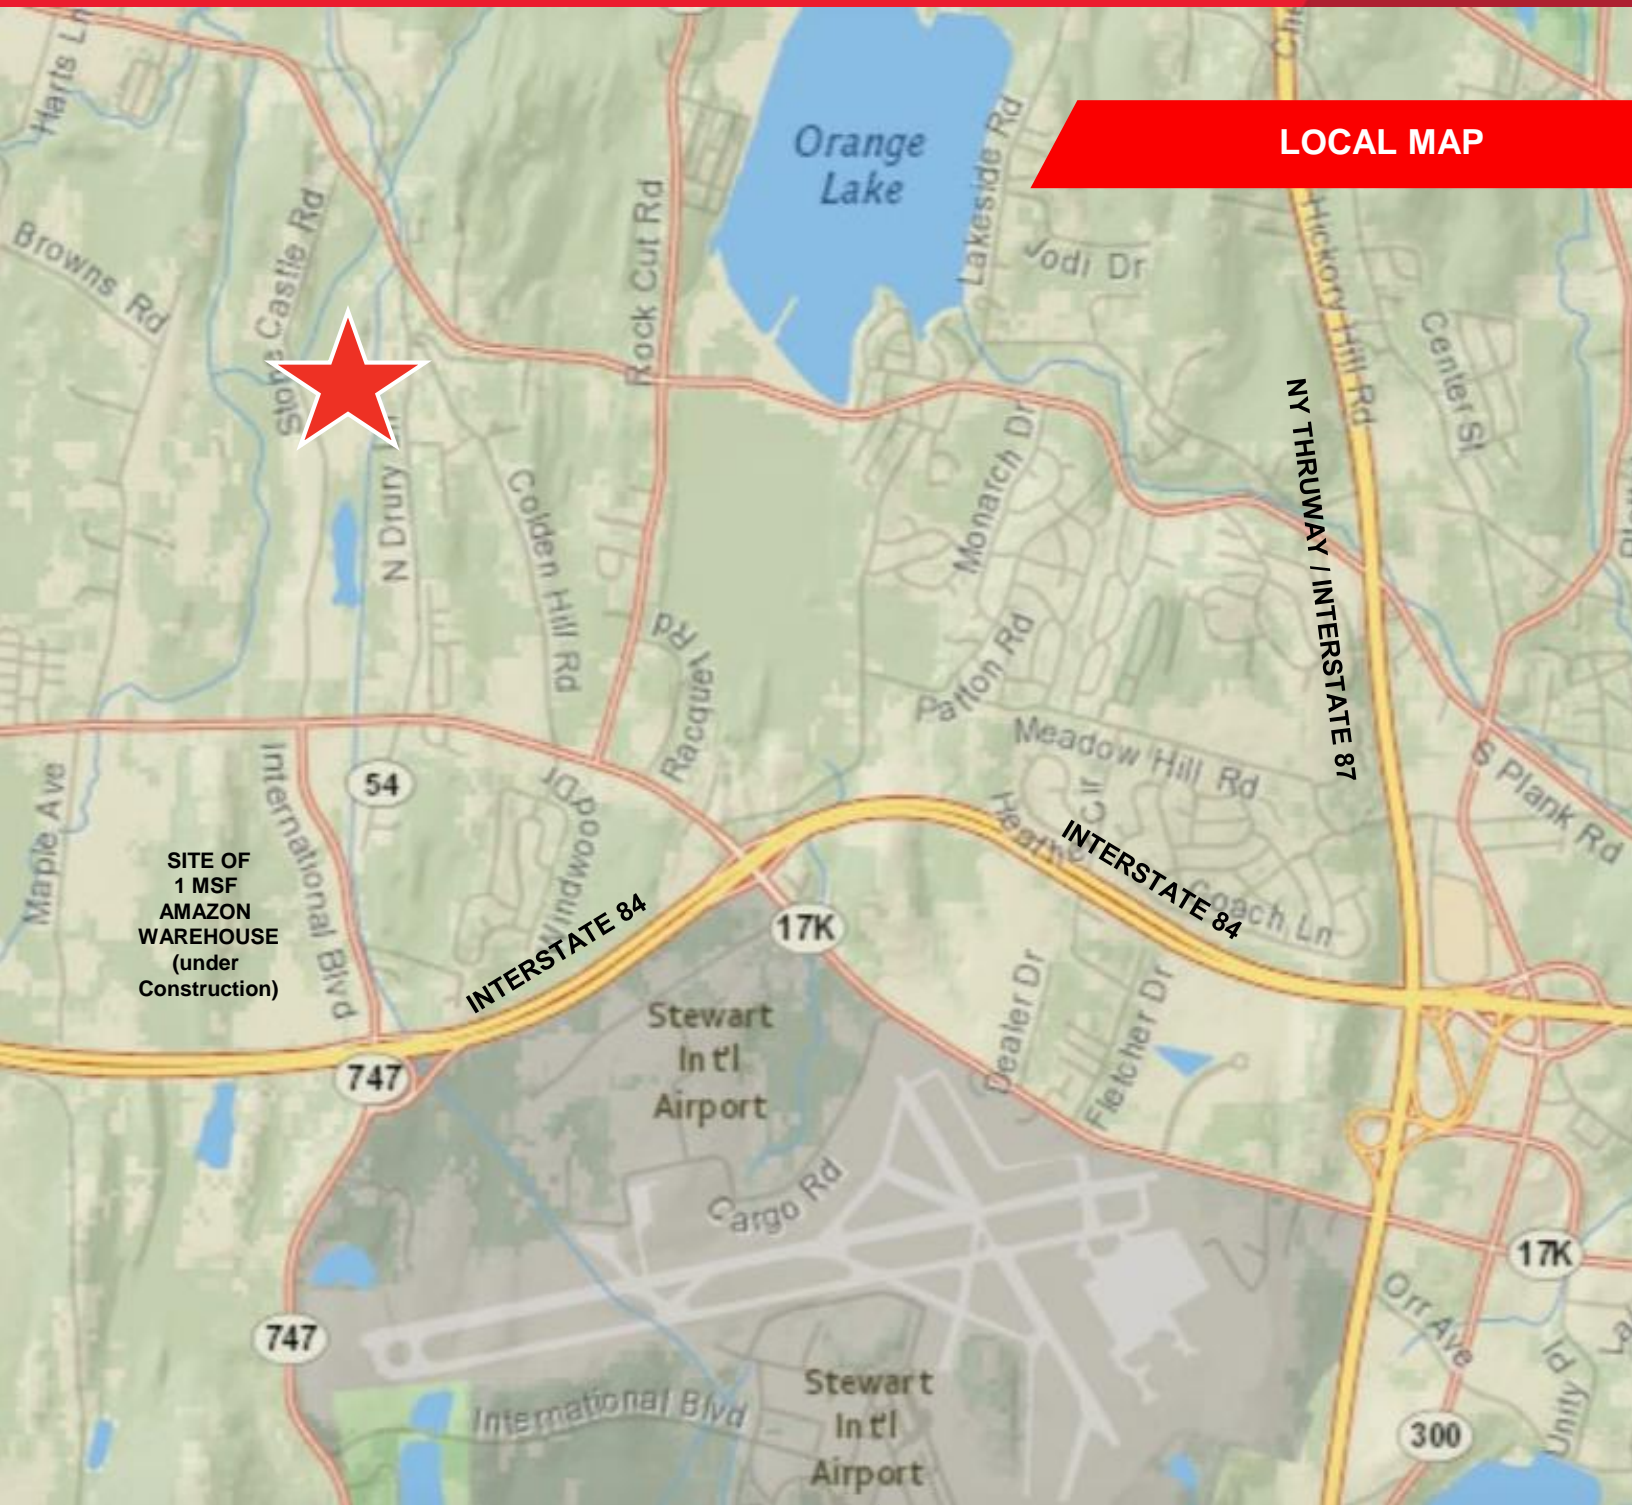 LOCAL MAP
Harts Ln
Orange
Lake
Lakeside Rd
Jodi Dr
Browns Rd
Stone Castle Rd
Rock Cut Rd
Hickory Hill Rd
Center St
NY THRUWAY / INTERSTATE 87
N Drury
Colden Hill Rd
Monarch Dr
Racquet Rd
Patton Rd
Meadow Hill Rd
S Plank Rd
54
International Blvd
Maple Ave
Windwood Dr
Cir
INTERSTATE 84
Coach Ln
SITE OF
1 MSF
AMAZON
WAREHOUSE
(under
Construction)
INTERSTATE 84
17K
Stewart
Int'l
Airport
Dealer Dr
Fletcher Dr
747
Cargo Rd
17K
747
Orr Ave
Unity
International Blvd
Stewart
Int'l
Airport
300